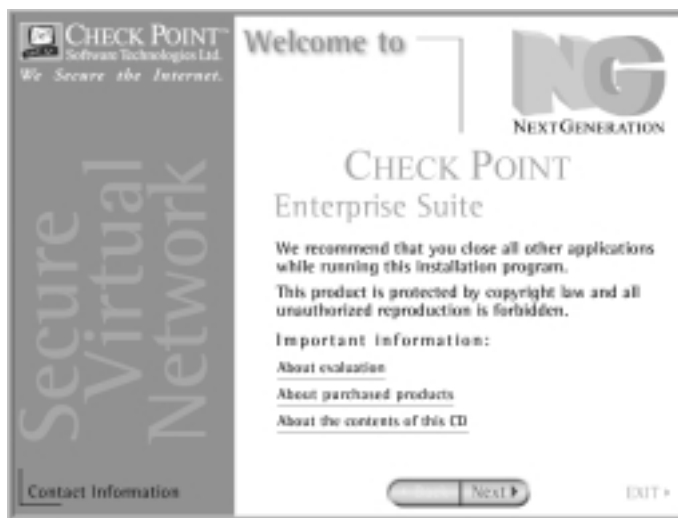 CHECK POINT™
Software Technologies Ltd.
We Secure the Internet.
Welcome to
NG
NEXT GENERATION
CHECK POINT
Enterprise Suite
We recommend that you close all other applications
while running this installation program.
This product is protected by copyright law and all
unauthorized reproduction is forbidden.
Important information:
About evaluation
About purchased products
About the contents of this CD
Secure
Virtual
Network
Contact Information
Next
EXIT